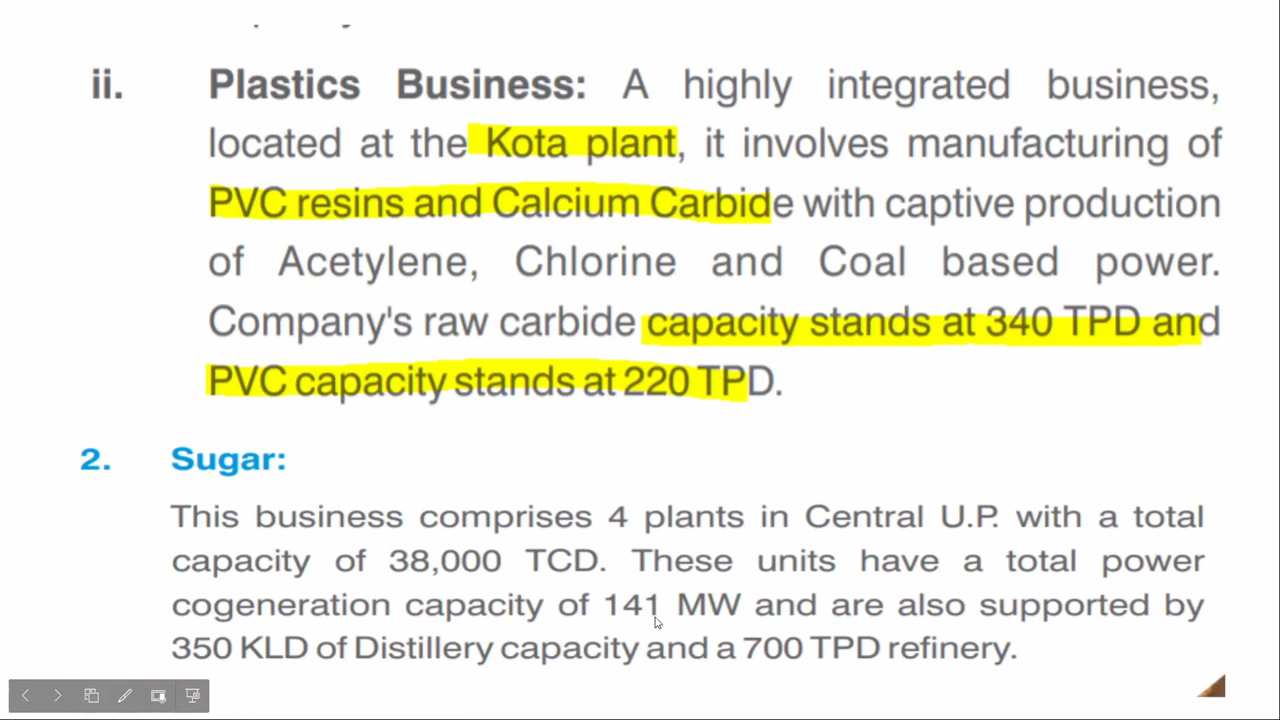 ii. Plastics Business: A highly integrated business,
located at the Kota plant, it involves manufacturing of
PVC resins and Calcium Carbide with captive production
of Acetylene, Chlorine and Coal based power.
Company's raw carbide capacity stands at 340 TPD and
PVC capacity stands at 220 TPD.
2. Sugar:
This business comprises 4 plants in Central U.P. with a total
capacity of 38,000 TCD. These units have a total power
cogeneration capacity of 141 MW and are also supported by
350 KLD of Distillery capacity and a 700 TPD refinery.